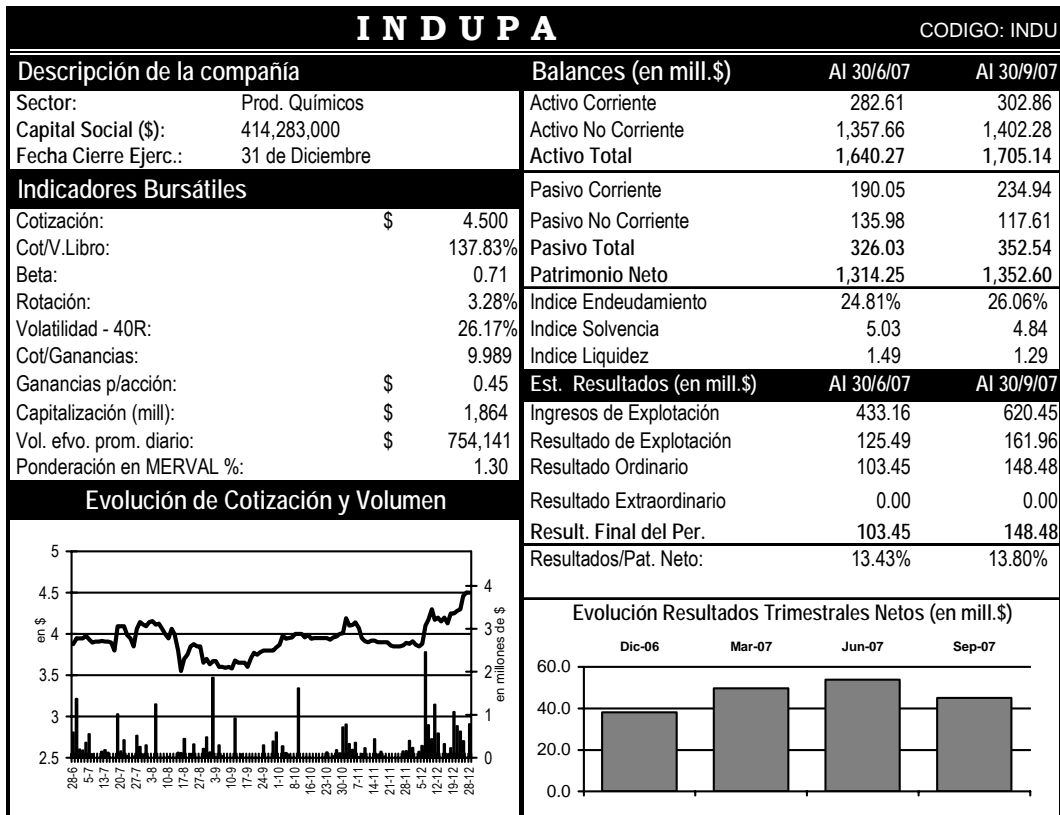 INDUPA CODIGO: INDU
Descripción de la compañía
Sector: Prod. Químicos
Capital Social ($): 414,283,000
Fecha Cierre Ejerc.: 31 de Diciembre
Indicadores Bursátiles
Cotización: $ 4.500
Cot/V.Libro: 137.83%
Beta: 0.71
Rotación: 3.28%
Volatilidad - 40R: 26.17%
Cot/Ganancias: 9.989
Ganancias p/acción: $ 0.45
Capitalización (mill): $ 1,864
Vol. efvo. prom. diario: $ 754,141
Ponderación en MERVAL %: 1.30
Evolución de Cotización y Volumen
5
4.5
4
3.5
3
2.5
en $
4
3
2
1
0
en millones de $
28-6 5-7 13-7 20-7 27-7 3-8 10-8 17-8 27-8 3-9 10-9 17-9 24-9 1-10 8-10 16-10 23-10 30-10 7-11 14-11 21-11 28-11 5-12 12-12 19-12 28-12
Balances (en mill.$) Al 30/6/07 Al 30/9/07
Activo Corriente 282.61 302.86
Activo No Corriente 1,357.66 1,402.28
Activo Total 1,640.27 1,705.14
Pasivo Corriente 190.05 234.94
Pasivo No Corriente 135.98 117.61
Pasivo Total 326.03 352.54
Patrimonio Neto 1,314.25 1,352.60
Indice Endeudamiento 24.81% 26.06%
Indice Solvencia 5.03 4.84
Indice Liquidez 1.49 1.29
Est. Resultados (en mill.$) Al 30/6/07 Al 30/9/07
Ingresos de Explotación 433.16 620.45
Resultado de Explotación 125.49 161.96
Resultado Ordinario 103.45 148.48
Resultado Extraordinario 0.00 0.00
Result. Final del Per. 103.45 148.48
Resultados/Pat. Neto: 13.43% 13.80%
Evolución Resultados Trimestrales Netos (en mill.$)
Dic-06 Mar-07 Jun-07 Sep-07
60.0
40.0
20.0
0.0